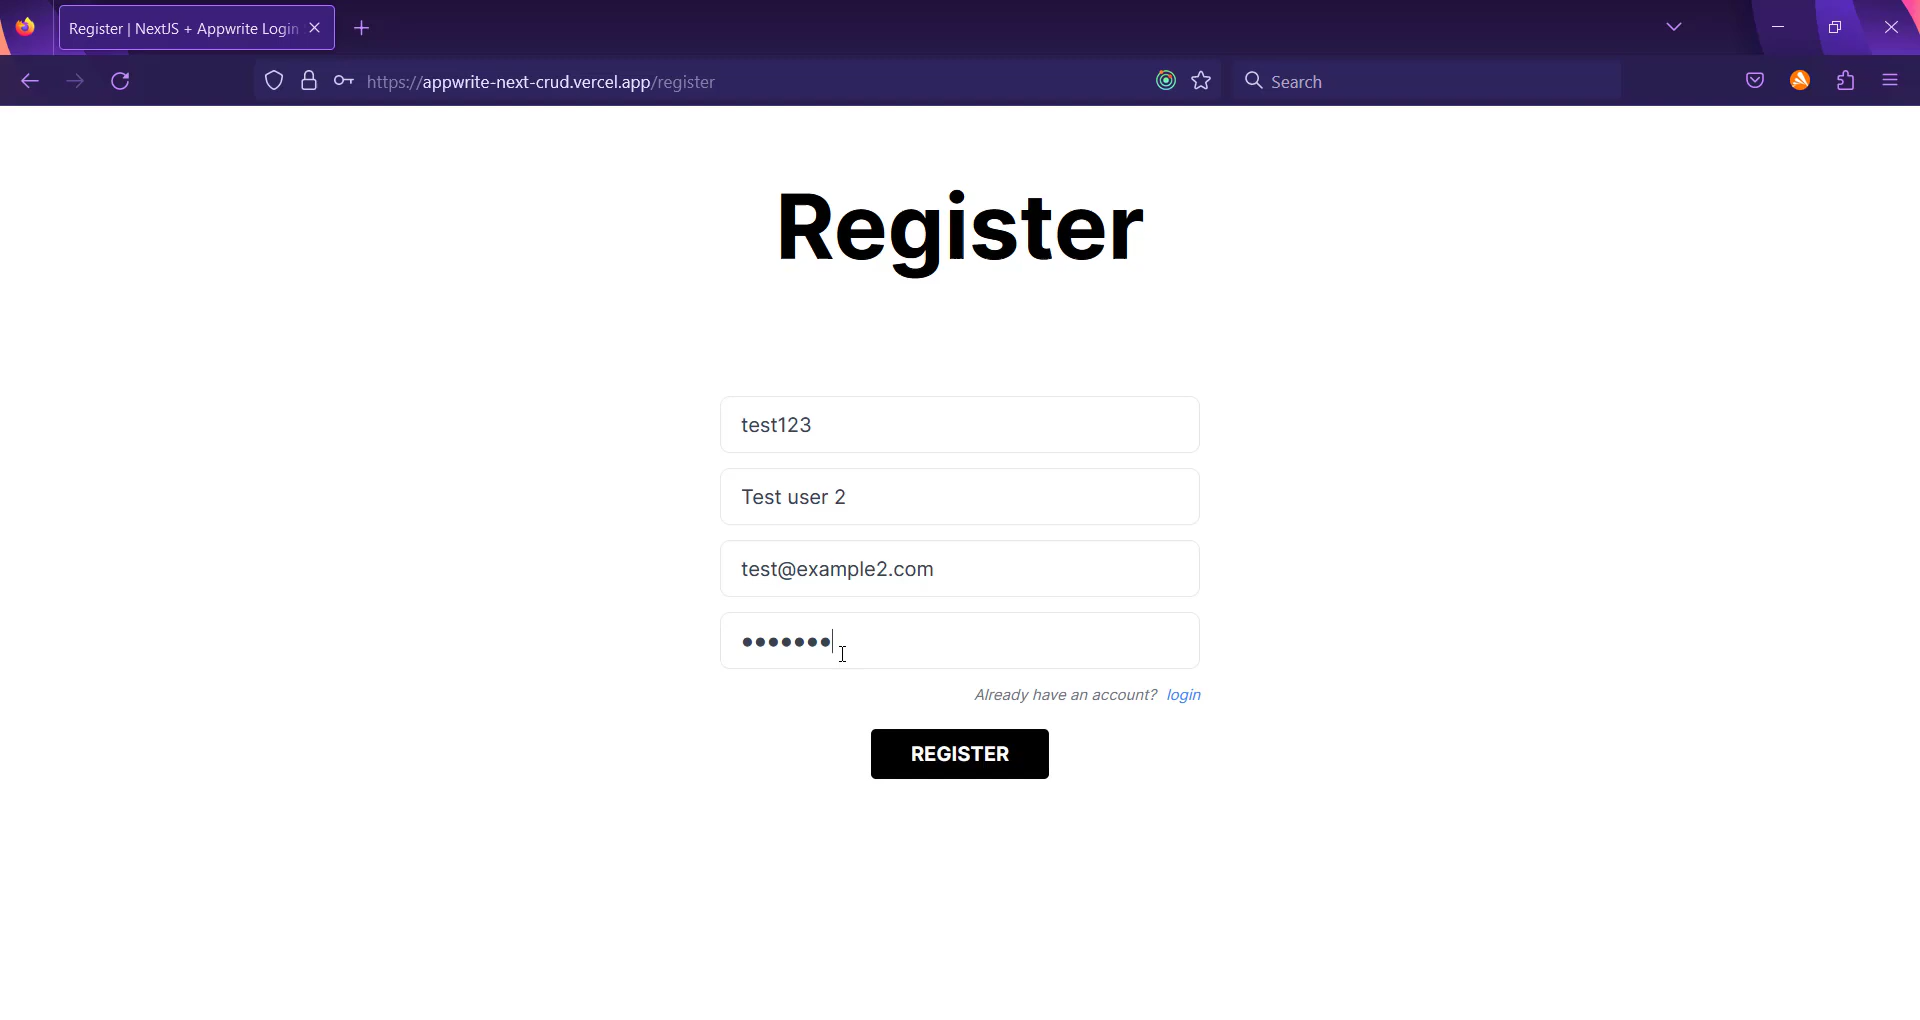 Register | NextJS + Appwrite Login
https://appwrite-next-crud.vercel.app/register
Search
Register
test123
Test user 2
test@example2.com
•••••••
Already have an account? login
REGISTER